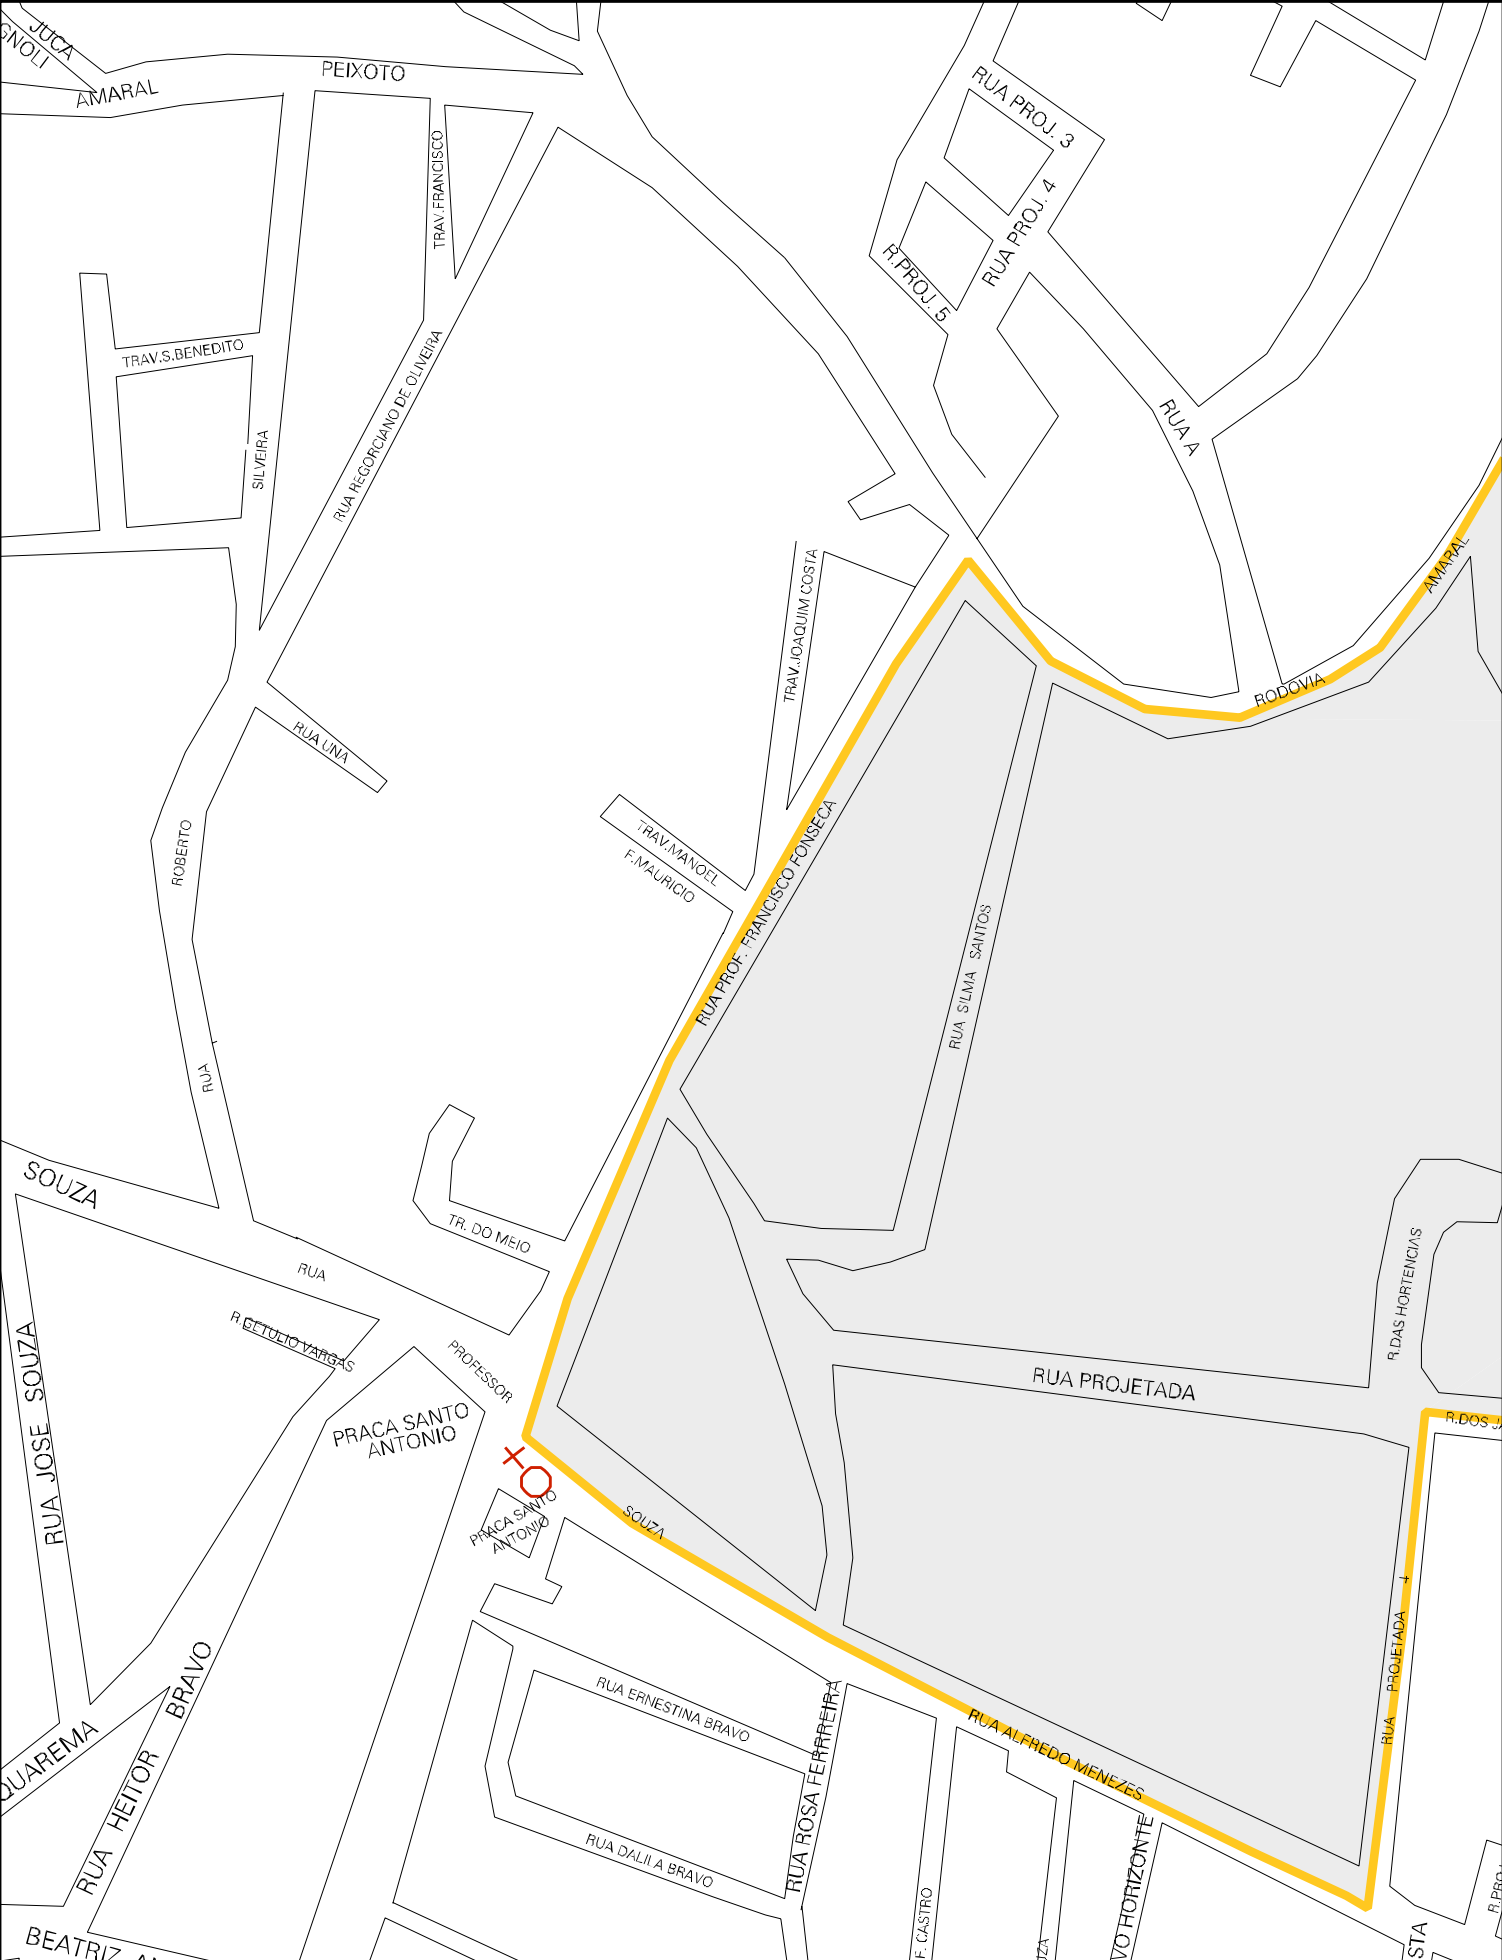 JUCA
GNOLI
AMARAL
PEIXOTO
TRAV.FRANCISCO
RUA PROJ. 3
RUA PROJ. 4
R.PROJ. 5
TRAV.S.BENEDITO
SILVEIRA
RUA REGORCIANO DE OLIVEIRA
RUA A
AMARAL
RODOVIA
TRAV.JOAQUIM COSTA
RUA UNA
ROBERTO
TRAV.MANOEL
F.MAURICIO
RUA PROF. FRANCISCO FONSECA
RUA SILMA SANTOS
RUA
SOUZA
TR. DO MEIO
RUA
R.GETULIO VARGAS
PROFESSOR
R.DAS HORTENCIAS
RUA PROJETADA
RUA JOSE SOUZA
PRACA SANTO
ANTONIO
R.DOS
PRACA SANTO
ANTONIO
SOUZA
RUA PROJETADA
RUA HEITOR BRAVO
QUAREMA
RUA ERNESTINA BRAVO
RUA ROSA FERRREIRA
RUA ALFREDO MENEZES
RUA DALILA BRAVO
F. CASTRO
VO HORIZONTE
UZA
STA
R.PRO
BEATRIZ